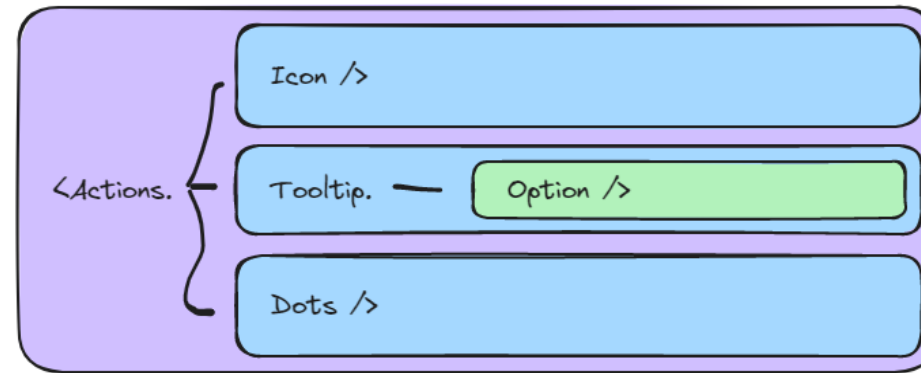 Icon />
<Actions. Tooltip. Option />
Dots />